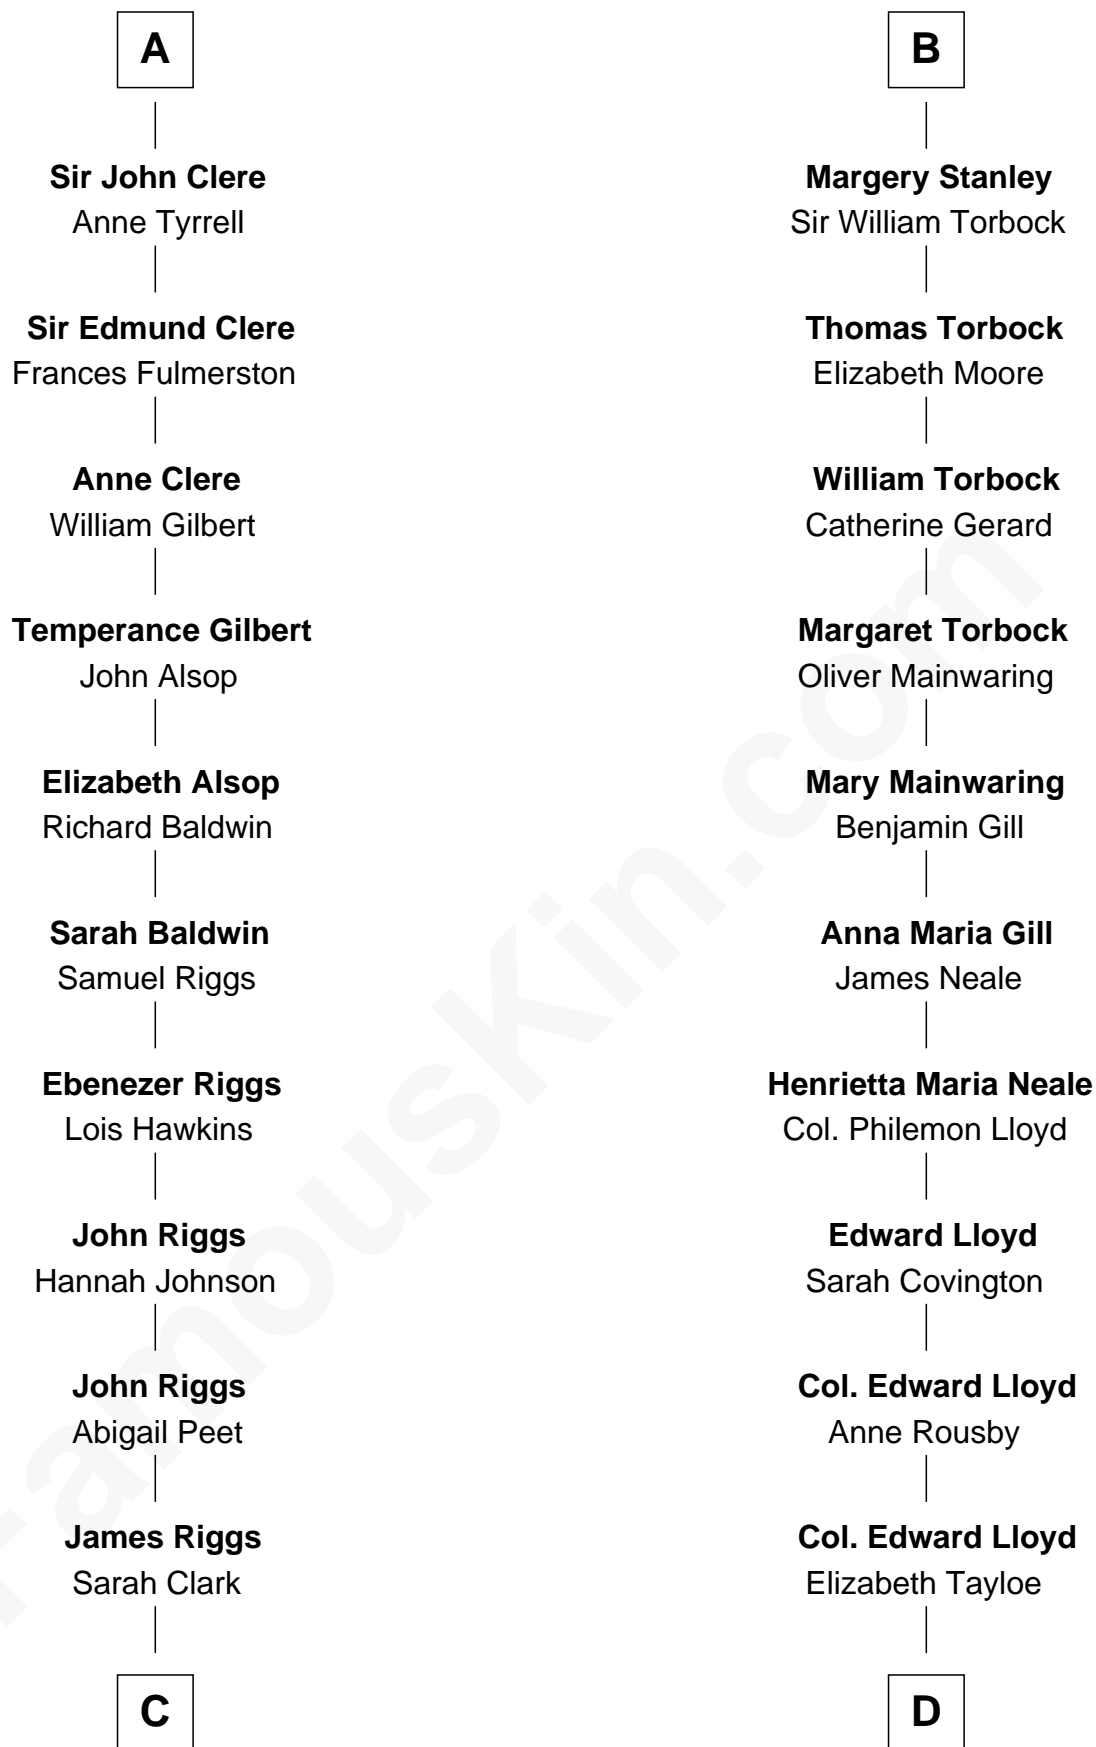 A
Sir John Clere
Anne Tyrrell
Sir Edmund Clere
Frances Fulmerston
Anne Clere
William Gilbert
Temperance Gilbert
John Alsop
Elizabeth Alsop
Richard Baldwin
Sarah Baldwin
Samuel Riggs
Ebenezer Riggs
Lois Hawkins
John Riggs
Hannah Johnson
John Riggs
Abigail Peet
James Riggs
Sarah Clark
C
B
Margery Stanley
Sir William Torbock
Thomas Torbock
Elizabeth Moore
William Torbock
Catherine Gerard
Margaret Torbock
Oliver Mainwaring
Mary Mainwaring
Benjamin Gill
Anna Maria Gill
James Neale
Henrietta Maria Neale
Col. Philemon Lloyd
Edward Lloyd
Sarah Covington
Col. Edward Lloyd
Anne Rousby
Col. Edward Lloyd
Elizabeth Tayloe
D
FamousKin.com